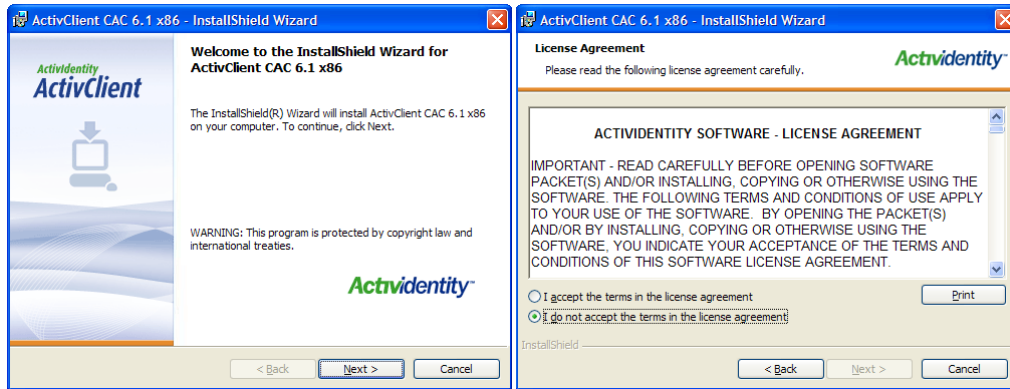 ActivClient CAC 6.1 x86 - InstallShield Wizard
ActivIdentity
ActivClient
Welcome to the InstallShield Wizard for
ActivClient CAC 6.1 x86
The InstallShield(R) Wizard will install ActivClient CAC 6.1 x86
on your computer. To continue, click Next.
WARNING: This program is protected by copyright law and
international treaties.
ActivIdentity™
< Back
Next >
Cancel
ActivClient CAC 6.1 x86 - InstallShield Wizard
License Agreement
Please read the following license agreement carefully.
ActivIdentity™
ACTIVIDENTITY SOFTWARE - LICENSE AGREEMENT
IMPORTANT - READ CAREFULLY BEFORE OPENING SOFTWARE
PACKET(S) AND/OR INSTALLING, COPYING OR OTHERWISE USING THE
SOFTWARE. THE FOLLOWING TERMS AND CONDITIONS OF USE APPLY
TO YOUR USE OF THE SOFTWARE. BY OPENING THE PACKET(S)
AND/OR BY INSTALLING, COPYING OR OTHERWISE USING THE
SOFTWARE, YOU INDICATE YOUR ACCEPTANCE OF THE TERMS AND
CONDITIONS OF THIS SOFTWARE LICENSE AGREEMENT.
I accept the terms in the license agreement
Print
I do not accept the terms in the license agreement
InstallShield
< Back
Next >
Cancel